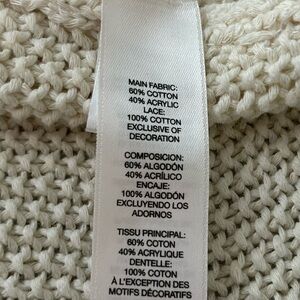 MAIN FABRIC:
60% COTTON
40% ACRYLIC
LACE:
100% COTTON
EXCLUSIVE OF
DECORATION
COMPOSICION:
60% ALGODÓN
40% ACRÍLICO
ENCAJE:
100% ALGODÓN
EXCLUYENDO LOS
ADORNOS
TISSU PRINCIPAL:
60% COTON
40% ACRYLIQUE
DENTELLE:
100% COTON
À L'EXCEPTION DES
MOTIFS DÉCORATIFS